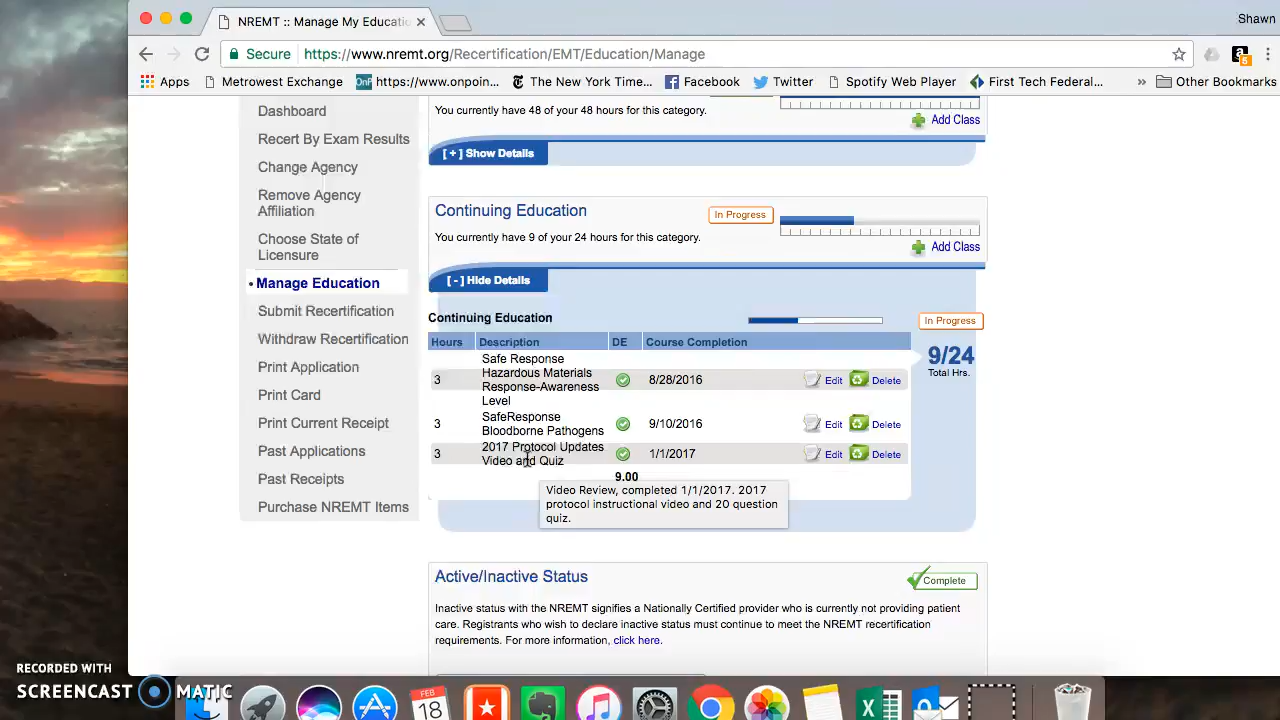 NREMT :: Manage My Educatio
Shawn
Secure https://www.nremt.org/Recertification/EMT/Education/Manage
5
Apps Metrowest Exchange OnP https://www.onpoin... The New York Time... Facebook Twitter Spotify Web Player First Tech Federal... » Other Bookmarks
Dashboard
Recert By Exam Results
Change Agency
Remove Agency
Affiliation
Choose State of
Licensure
• Manage Education
Submit Recertification
Withdraw Recertification
Print Application
Print Card
Print Current Receipt
Past Applications
Past Receipts
Purchase NREMT Items
You currently have 48 of your 48 hours for this category.
Add Class
[ + ] Show Details
Continuing Education
In Progress
You currently have 9 of your 24 hours for this category.
Add Class
[ - ] Hide Details
Continuing Education
In Progress
Hours Description DE Course Completion
9/24
Total Hrs.
Safe Response
Hazardous Materials
3 Response-Awareness 8/28/2016 Edit Delete
Level
SafeResponse
3 Bloodborne Pathogens 9/10/2016 Edit Delete
2017 Protocol Updates
3 Video and Quiz 1/1/2017 Edit Delete
9.00
Video Review, completed 1/1/2017. 2017
protocol instructional video and 20 question
quiz.
Active/Inactive Status
Complete
Inactive status with the NREMT signifies a Nationally Certified provider who is currently not providing patient
care. Registrants who wish to declare inactive status must continue to meet the NREMT recertification
requirements. For more information, click here.
RECORDED WITH
SCREENCAST MATIC
FEB
18